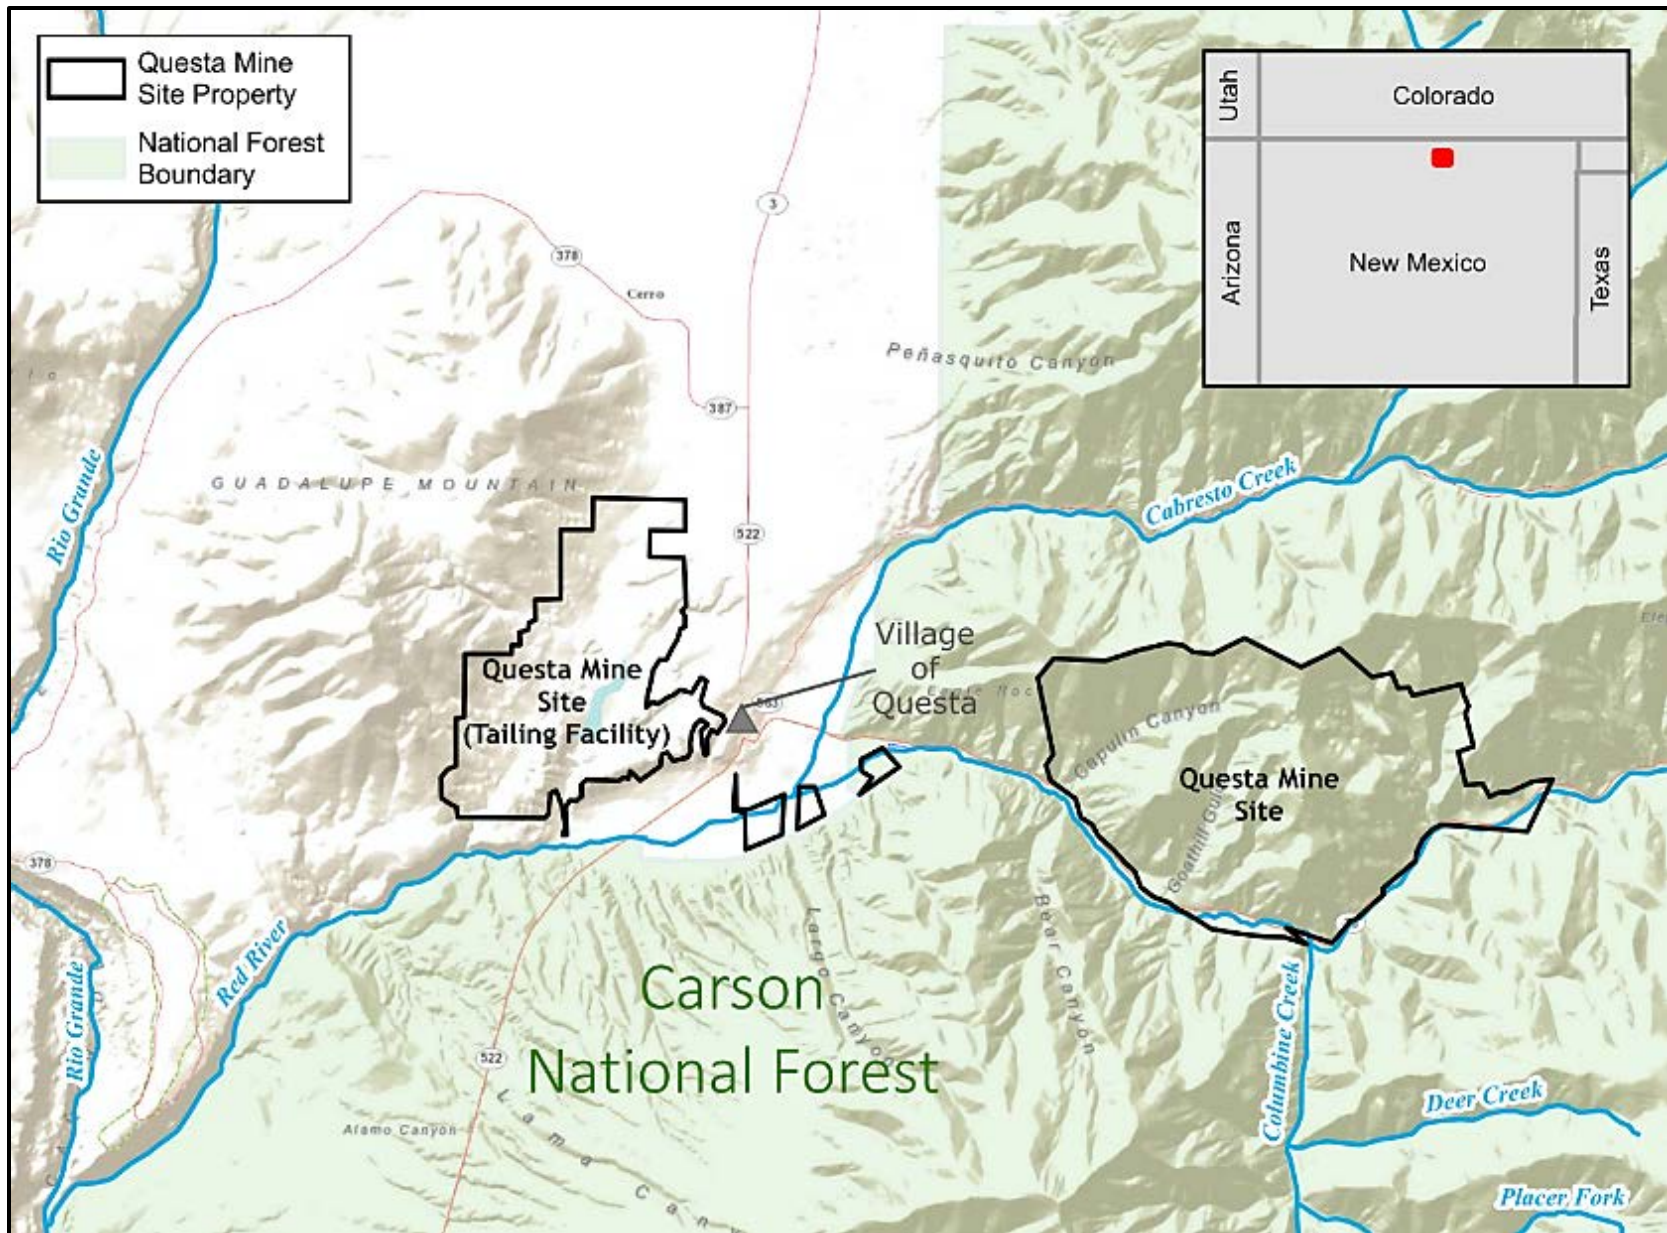 Questa Mine
Site Property
National Forest
Boundary
Utah
Colorado
Arizona
New Mexico
Texas
3
378
Cerro
Peñasquito Canyon
387
Rio Grande
GUADALUPE MOUNTAIN
Cabresto Creek
522
Village
of
Questa
Questa Mine
Site
(Tailing Facility)
563
Capulin Canyon
Questa Mine
Site
378
Red River
Rio Grande
Largo Canyon
Bear Canyon
Carson
National Forest
Columbine Creek
522
Deer Creek
Alamo Canyon
Placer Fork